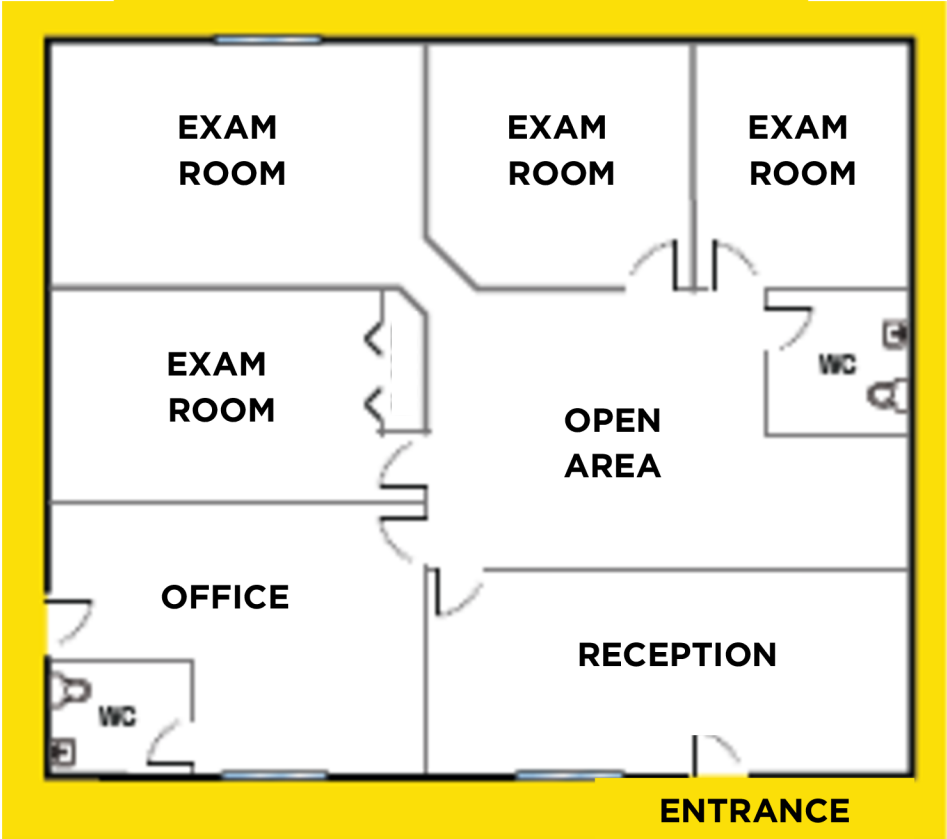 EXAM
ROOM
EXAM
ROOM
EXAM
ROOM
EXAM
ROOM
WC
OPEN
AREA
OFFICE
RECEPTION
WC
ENTRANCE